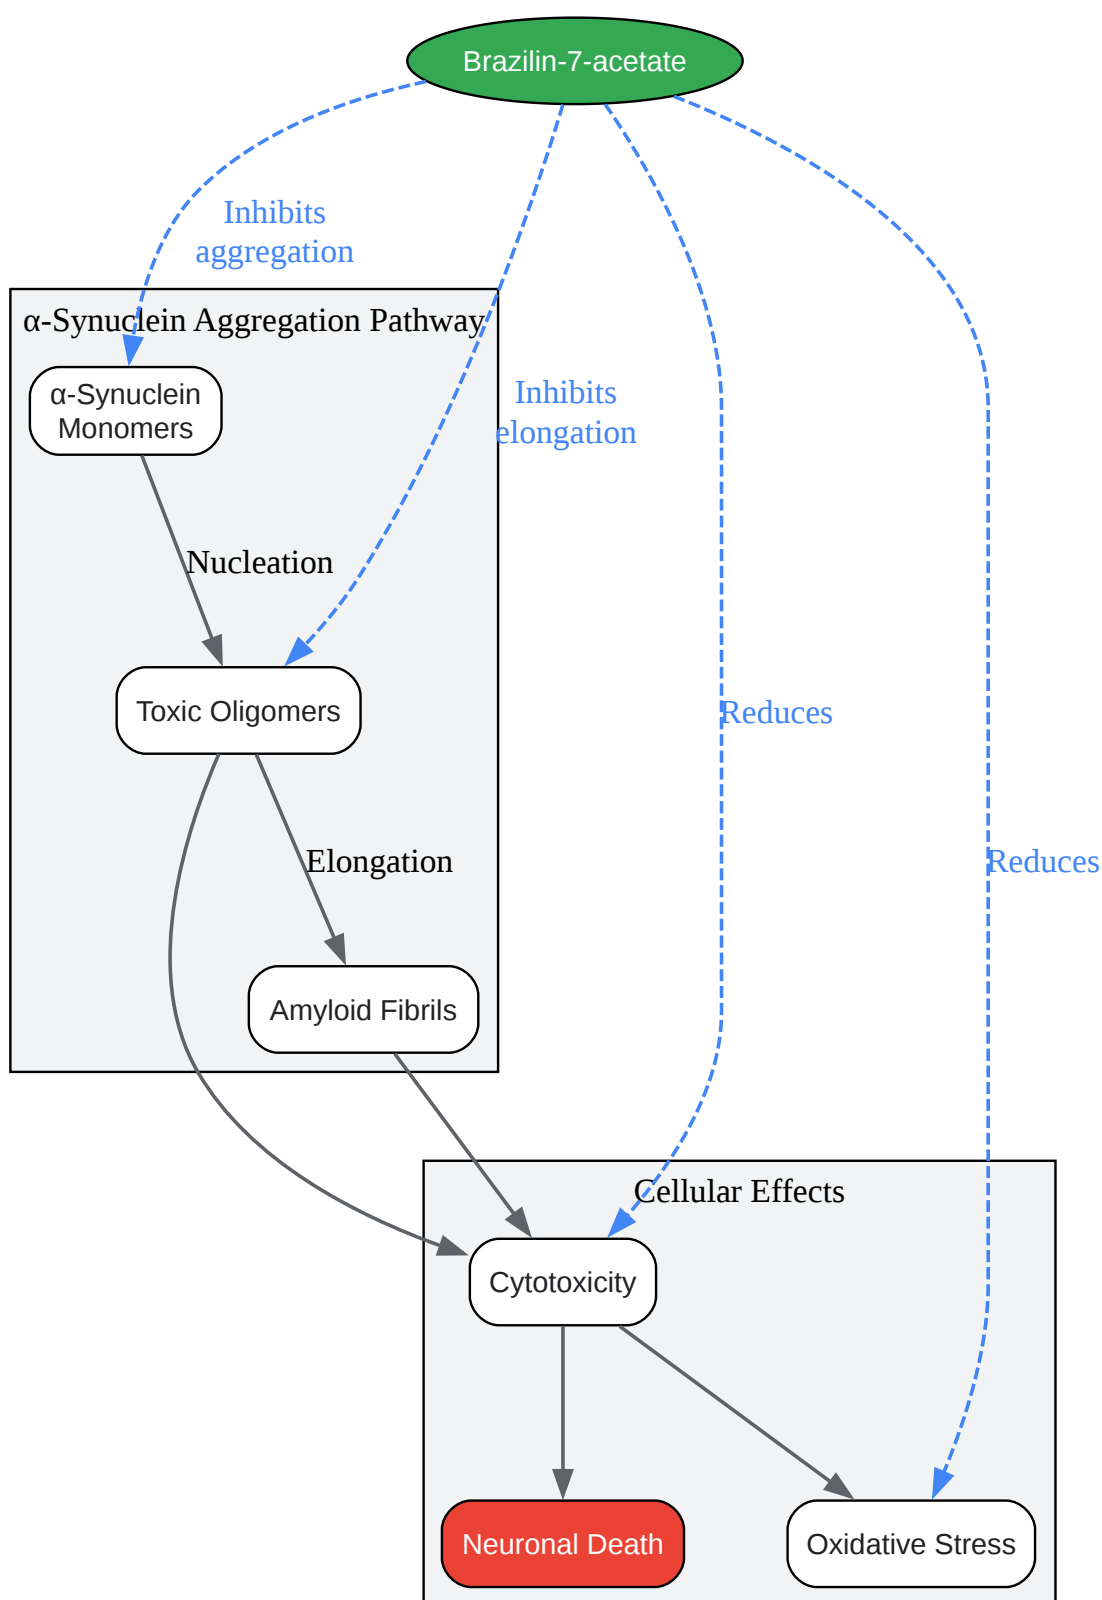 Brazilin-7-acetate
Inhibits
aggregation
α-Synuclein Aggregation Pathway
α-Synuclein
Monomers
Inhibits
elongation
Nucleation
Toxic Oligomers
Reduces
Elongation
Reduces
Amyloid Fibrils
Cellular Effects
Cytotoxicity
Neuronal Death
Oxidative Stress